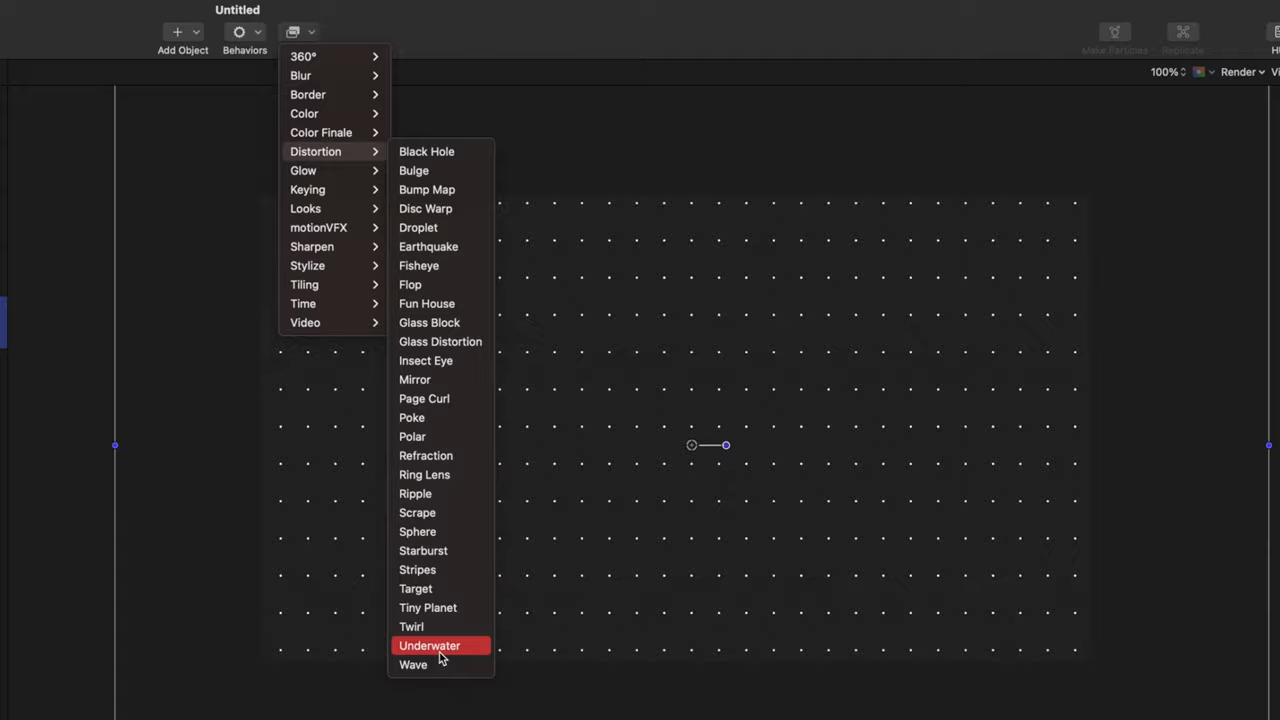 Untitled
Add Object
Behaviors
Make Particles
Replicate
100%
Render
360°
Blur
Border
Color
Color Finale
Distortion
Glow
Keying
Looks
motionVFX
Sharpen
Stylize
Tiling
Time
Video
Black Hole
Bulge
Bump Map
Disc Warp
Droplet
Earthquake
Fisheye
Flop
Fun House
Glass Block
Glass Distortion
Insect Eye
Mirror
Page Curl
Poke
Polar
Refraction
Ring Lens
Ripple
Scrape
Sphere
Starburst
Stripes
Target
Tiny Planet
Twirl
Underwater
Wave